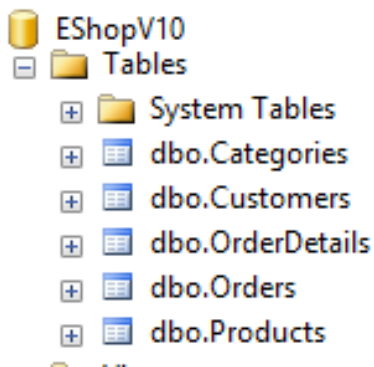 EShopV10
Tables
System Tables
dbo.Categories
dbo.Customers
dbo.OrderDetails
dbo.Orders
dbo.Products